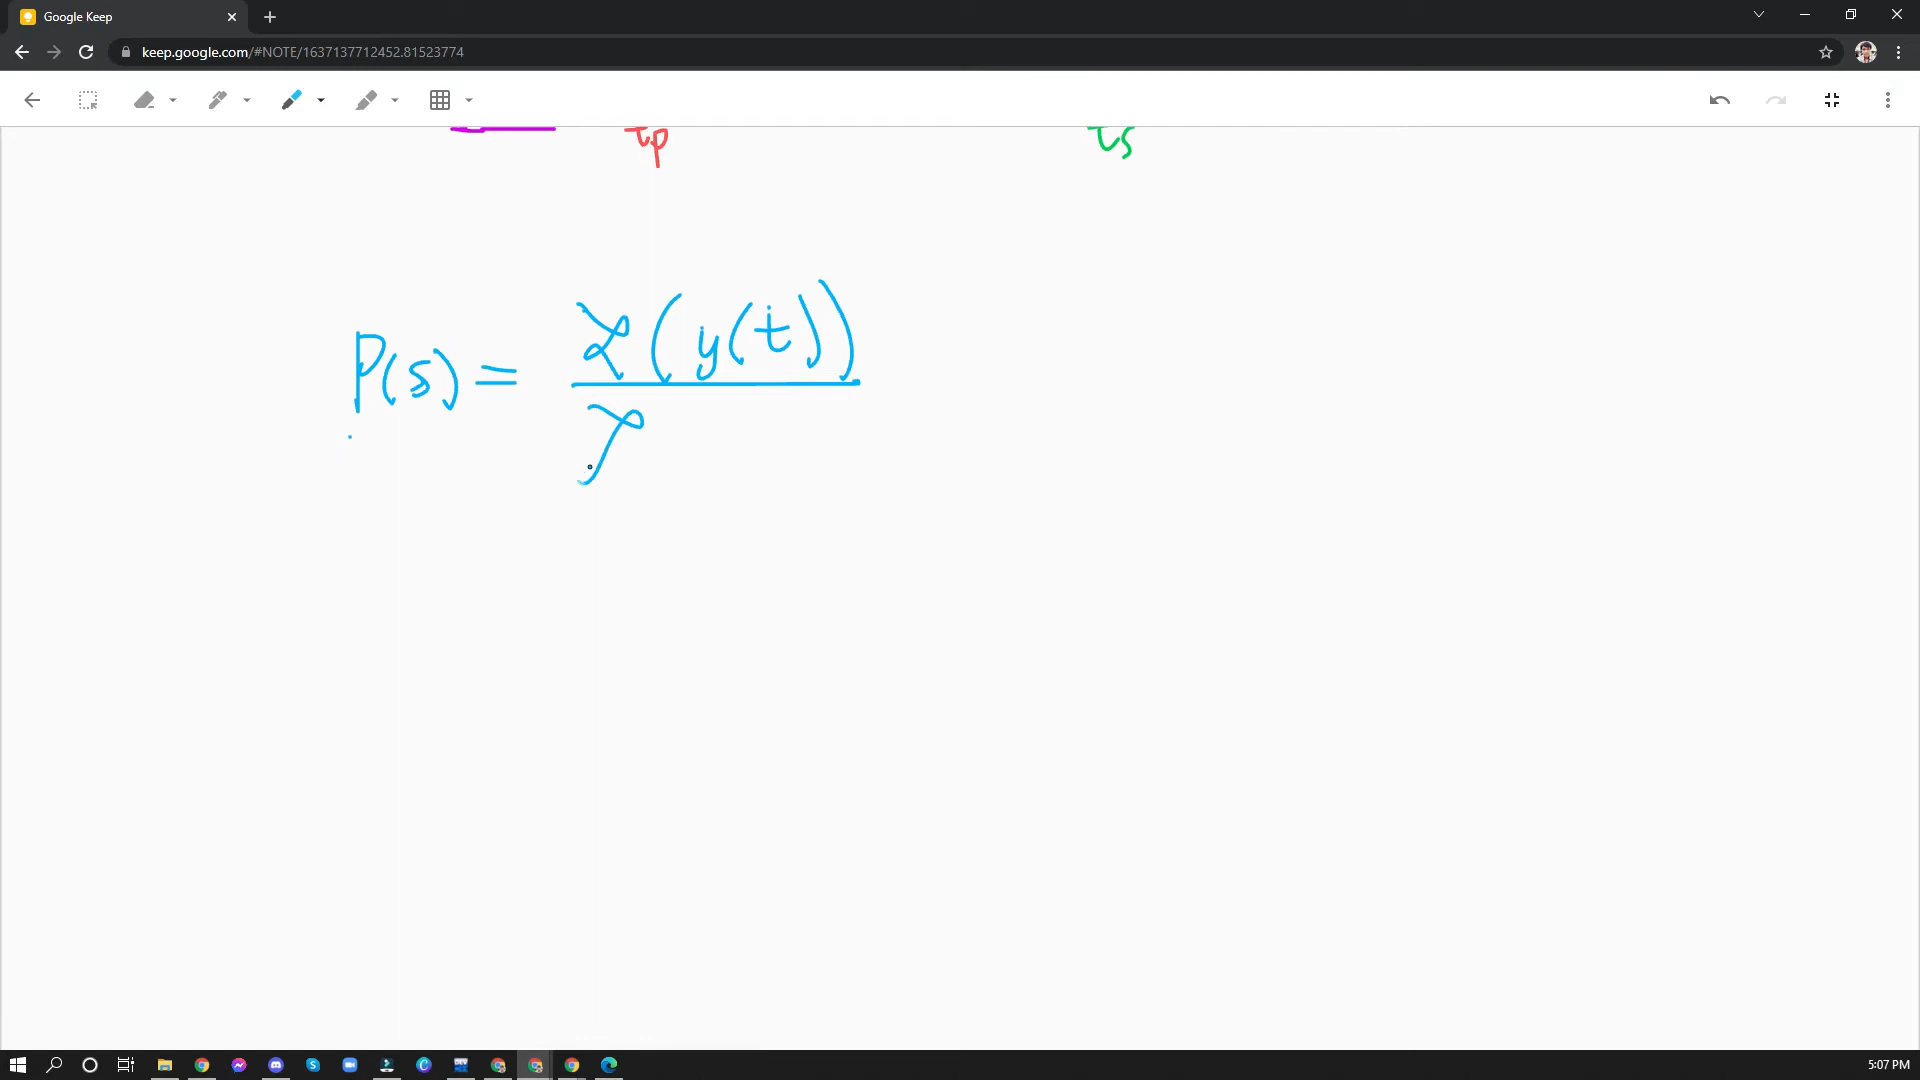 Google Keep
keep.google.com/#NOTE/1637137712452.81523774
tp
ts
P(s) = ℒ(y(t))
5:07 PM